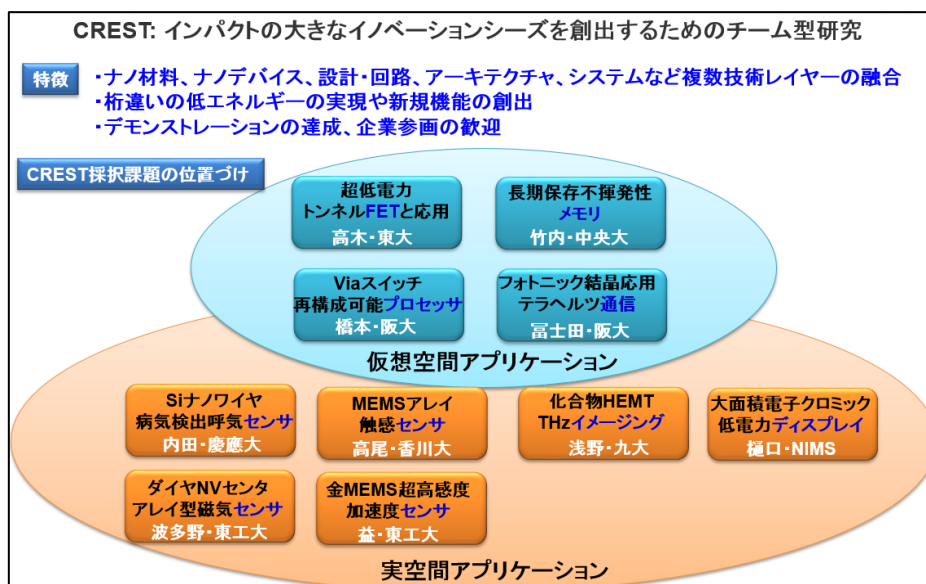 CREST: インパクトの大きなイノベーションシーズを創出するためのチーム型研究
特徴
・ナノ材料、ナノデバイス、設計・回路、アーキテクチャ、システムなど複数技術レイヤーの融合
・桁違いの低エネルギーの実現や新規機能の創出
・デモンストレーションの達成、企業参画の歓迎
CREST採択課題の位置づけ
超低電力
トンネルFETと応用
高木・東大
長期保存不揮発性
メモリ
竹内・中央大
Viaスイッチ
再構成可能プロセッサ
橋本・阪大
フォトニック結晶応用
テラヘルツ通信
冨士田・阪大
仮想空間アプリケーション
Siナノワイヤ
病気検出呼気センサ
内田・慶應大
MEMSアレイ
触感センサ
高尾・香川大
化合物HEMT
THzイメージング
浅野・九大
大面積電子クロミック
低電力ディスプレイ
樋口・NIMS
ダイヤNVセンタ
アレイ型磁気センサ
波多野・東工大
金MEMS超高感度
加速度センサ
益・東工大
実空間アプリケーション